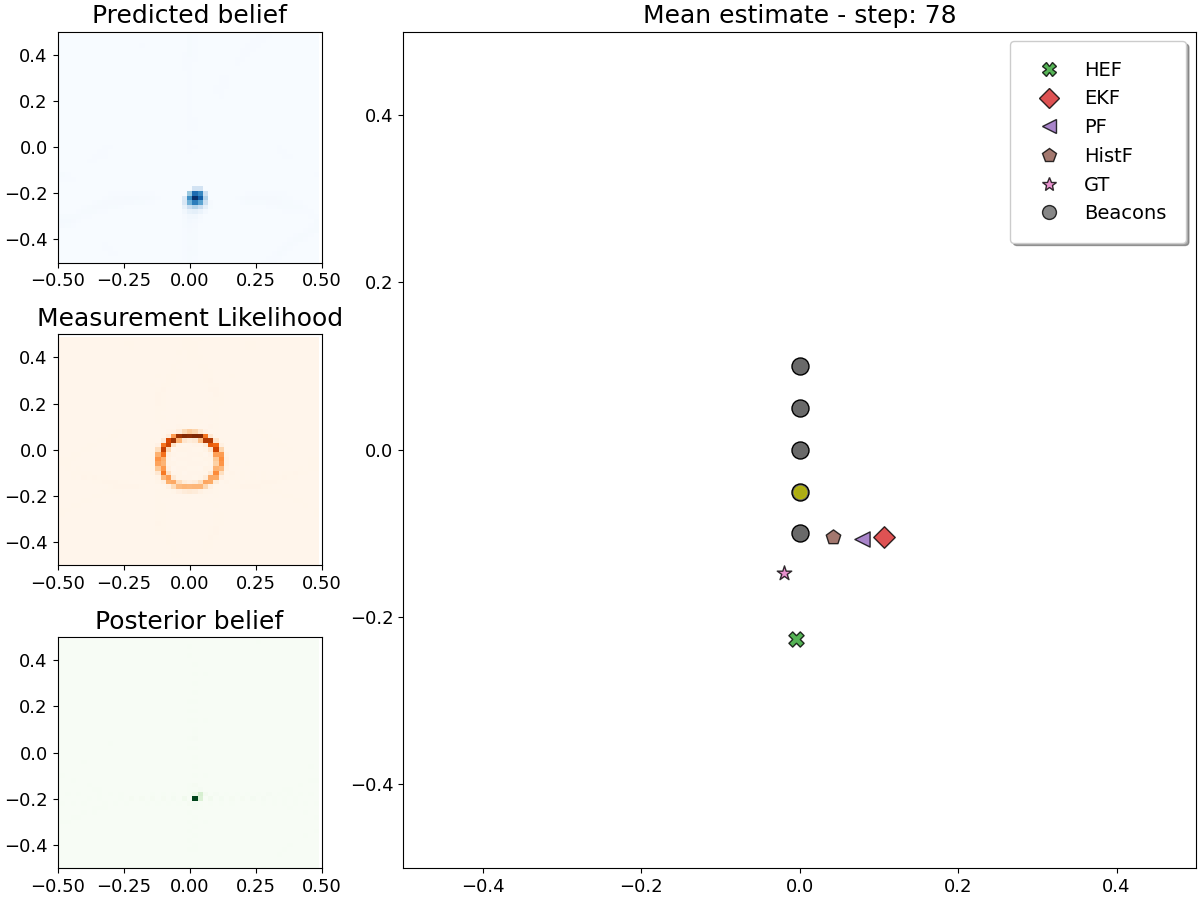 Predicted belief
0.4
0.2
0.0
−0.2
−0.4
−0.50 −0.25 0.00 0.25 0.50
Measurement Likelihood
0.4
0.2
0.0
−0.2
−0.4
−0.50 −0.25 0.00 0.25 0.50
Posterior belief
0.4
0.2
0.0
−0.2
−0.4
−0.50 −0.25 0.00 0.25 0.50
Mean estimate - step: 78
HEF
EKF
PF
HistF
GT
Beacons
0.4
0.2
0.0
−0.2
−0.4
−0.4 −0.2 0.0 0.2 0.4